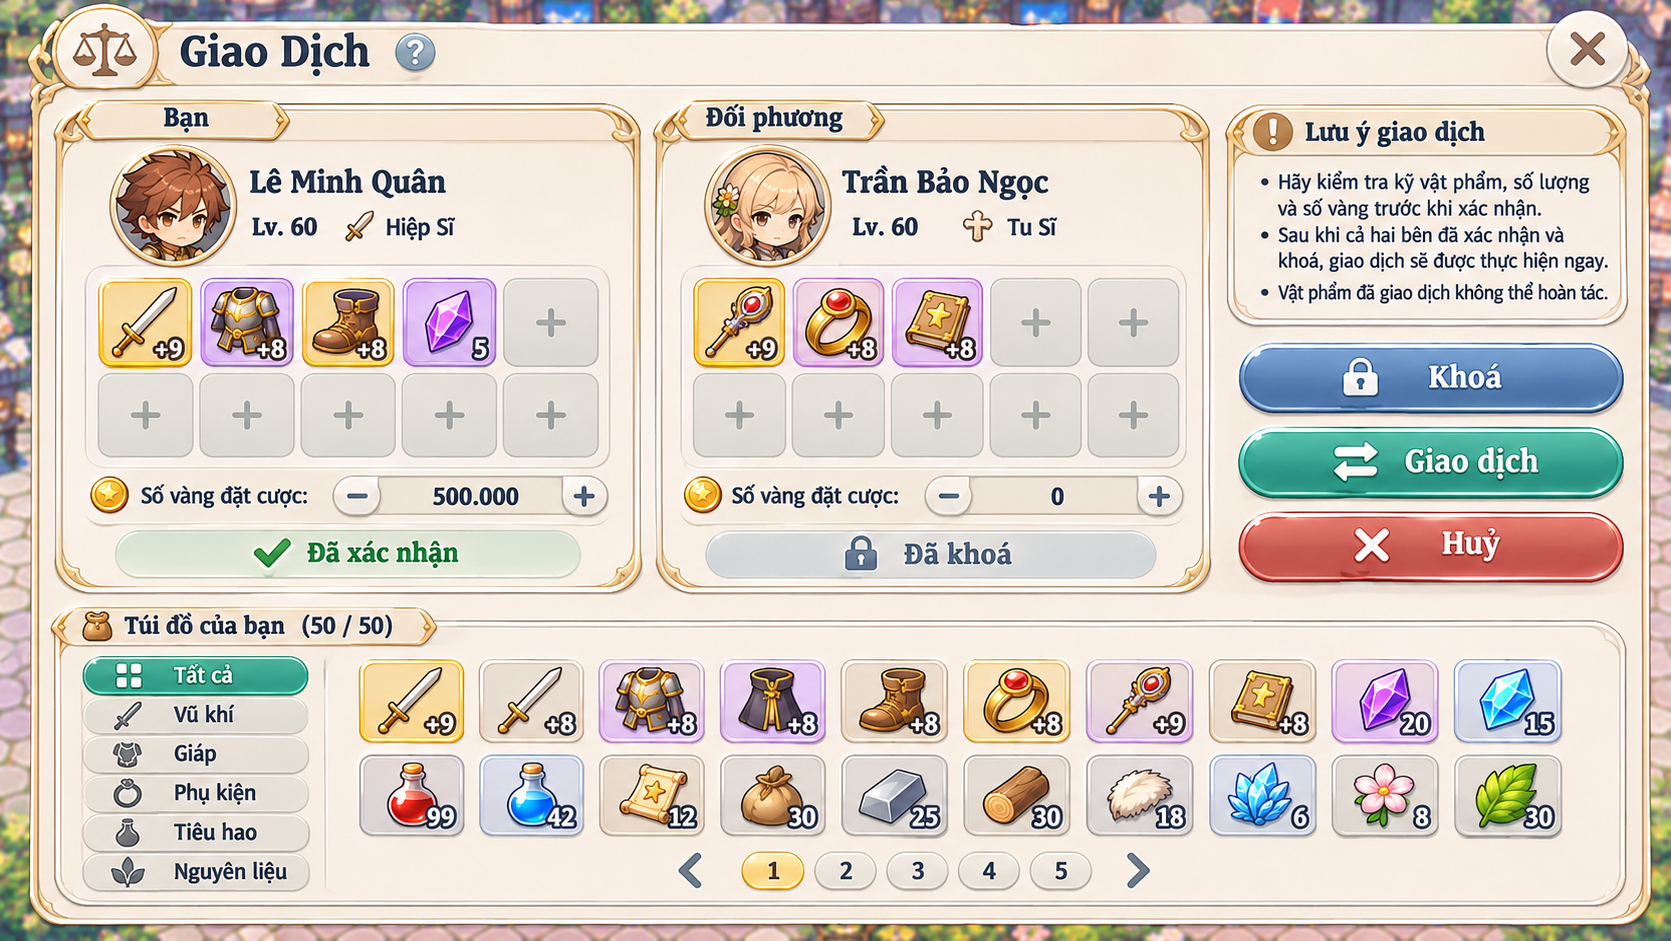 Giao Dịch ?
Bạn
Lê Minh Quân
Lv. 60 Hiệp Sĩ
+9 +8 +8 5 +
+ + + + +
Số vàng đặt cược: − 500.000 +
Đã xác nhận
Đối phương
Trần Bảo Ngọc
Lv. 60 Tu Sĩ
+9 +8 +8 + +
+ + + + +
Số vàng đặt cược: − 0 +
Đã khoá
! Lưu ý giao dịch
• Hãy kiểm tra kỹ vật phẩm, số lượng
và số vàng trước khi xác nhận.
• Sau khi cả hai bên đã xác nhận và
khoá, giao dịch sẽ được thực hiện ngay.
• Vật phẩm đã giao dịch không thể hoàn tác.
Khoá
Giao dịch
Huỷ
Túi đồ của bạn (50 / 50)
Tất cả
Vũ khí
Giáp
Phụ kiện
Tiêu hao
Nguyên liệu
+9 +8 +8 +8 +8 +8 +9 +8 20 15
99 42 12 30 25 30 18 6 8 30
1 2 3 4 5